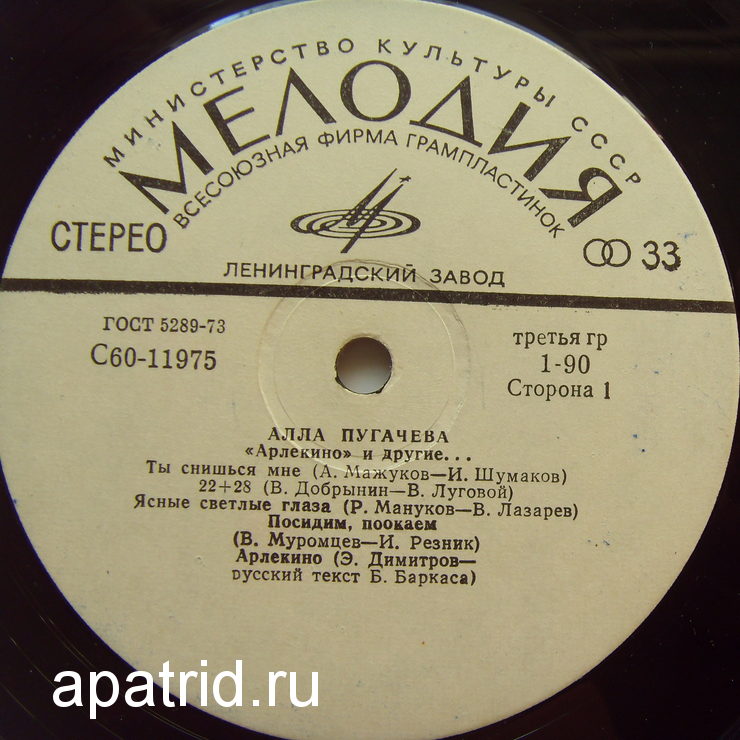 МИНИСТЕРСТВО КУЛЬТУРЫ СССР
МЕЛОДИЯ
ВСЕСОЮЗНАЯ ФИРМА ГРАМПЛАСТИНОК
СТЕРЕО
33
ЛЕНИНГРАДСКИЙ ЗАВОД
ГОСТ 5289-73
С60-11975
третья гр
1-90
Сторона 1
АЛЛА ПУГАЧЕВА
«Арлекино» и другие...
Ты снишься мне (А. Мажуков—И. Шумаков)
22+28 (В. Добрынин—В. Луговой)
Ясные светлые глаза (Р. Мануков—В. Лазарев)
Посидим, поокаем
(В. Муромцев—И. Резник)
Арлекино (Э. Димитров—
русский текст Б. Баркаса)
apatrid.ru